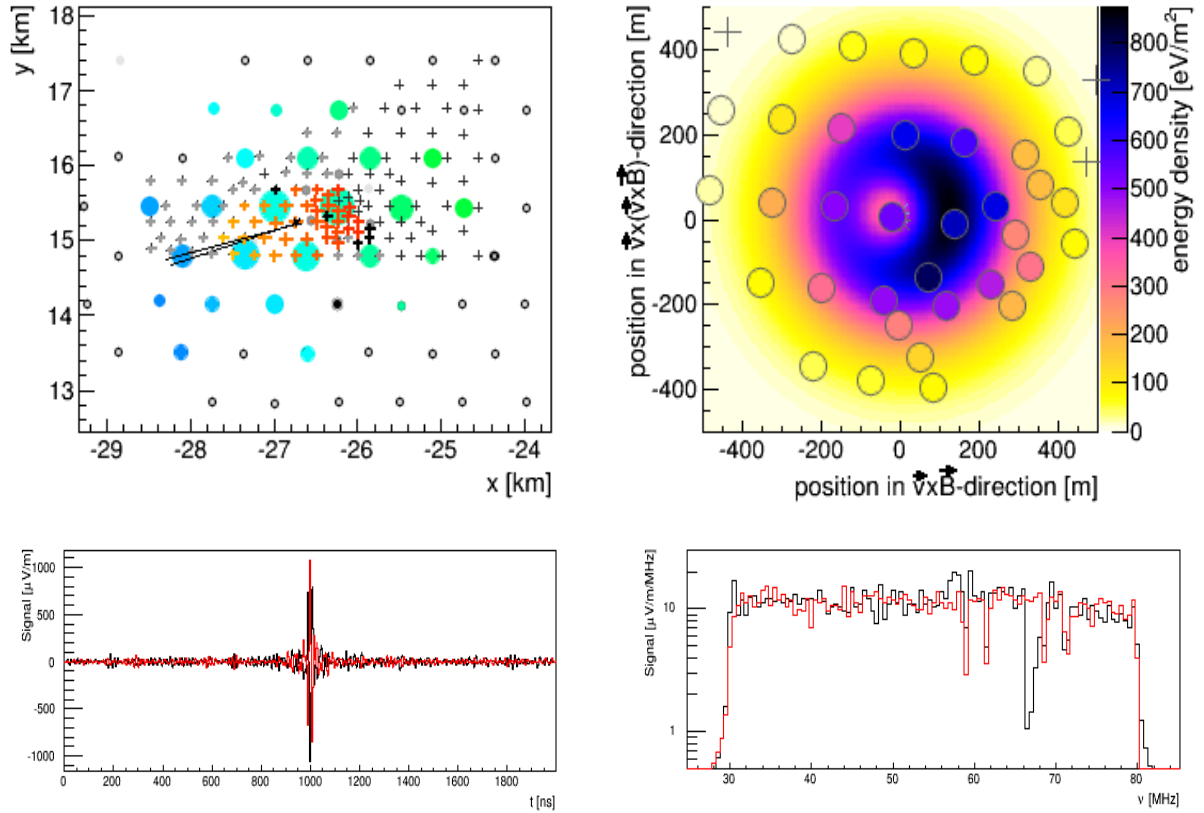 y [km]
18
17
16
15
14
13
-29 -28 -27 -26 -25 -24
x [km]
position in v⃗x(v⃗xB⃗)-direction [m]
400
200
0
-200
-400
-400 -200 0 200 400
position in v⃗xB⃗-direction [m]
energy density [eV/m²]
800
700
600
500
400
300
200
100
0
Signal [μV/m]
1000
500
0
-500
-1000
0 200 400 600 800 1000 1200 1400 1600 1800
t [ns]
Signal [μV/m/MHz]
10
1
30 40 50 60 70 80
ν [MHz]